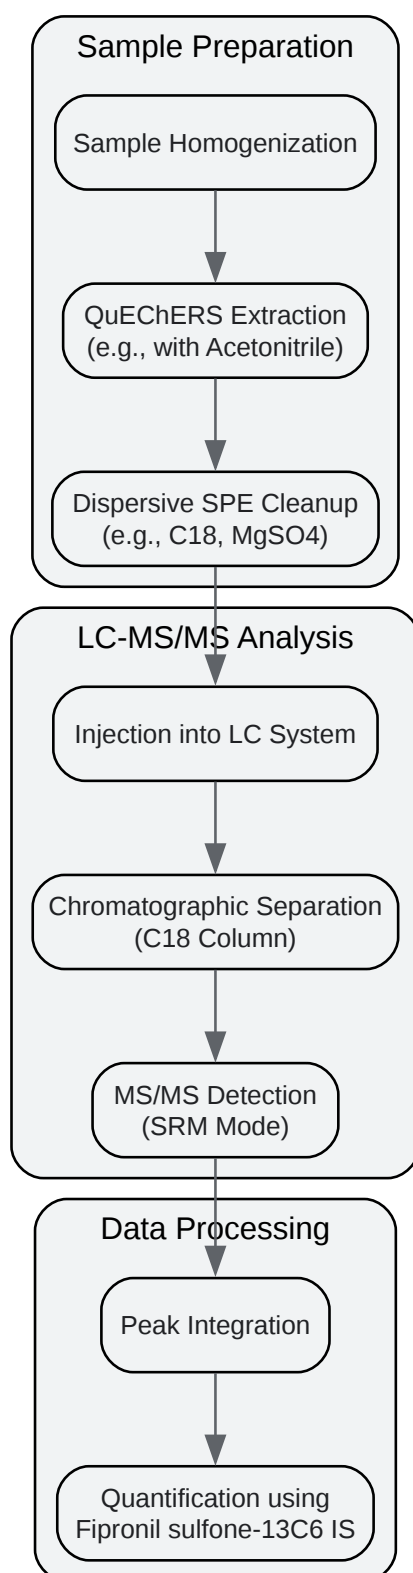 Sample Preparation
Sample Homogenization
QuEChERS Extraction
(e.g., with Acetonitrile)
Dispersive SPE Cleanup
(e.g., C18, MgSO4)
LC-MS/MS Analysis
Injection into LC System
Chromatographic Separation
(C18 Column)
MS/MS Detection
(SRM Mode)
Data Processing
Peak Integration
Quantification using
Fipronil sulfone-13C6 IS